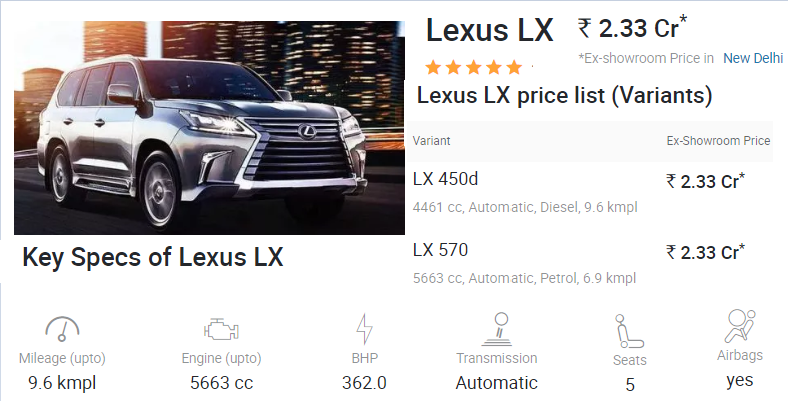 Lexus LX
₹ 2.33 Cr*
*Ex-showroom Price in New Delhi
Lexus LX price list (Variants)
Variant
Ex-Showroom Price
LX 450d
₹ 2.33 Cr*
4461 cc, Automatic, Diesel, 9.6 kmpl
LX 570
₹ 2.33 Cr*
5663 cc, Automatic, Petrol, 6.9 kmpl
Key Specs of Lexus LX
Mileage (upto)
9.6 kmpl
Engine (upto)
5663 cc
BHP
362.0
Transmission
Automatic
Seats
5
Airbags
yes